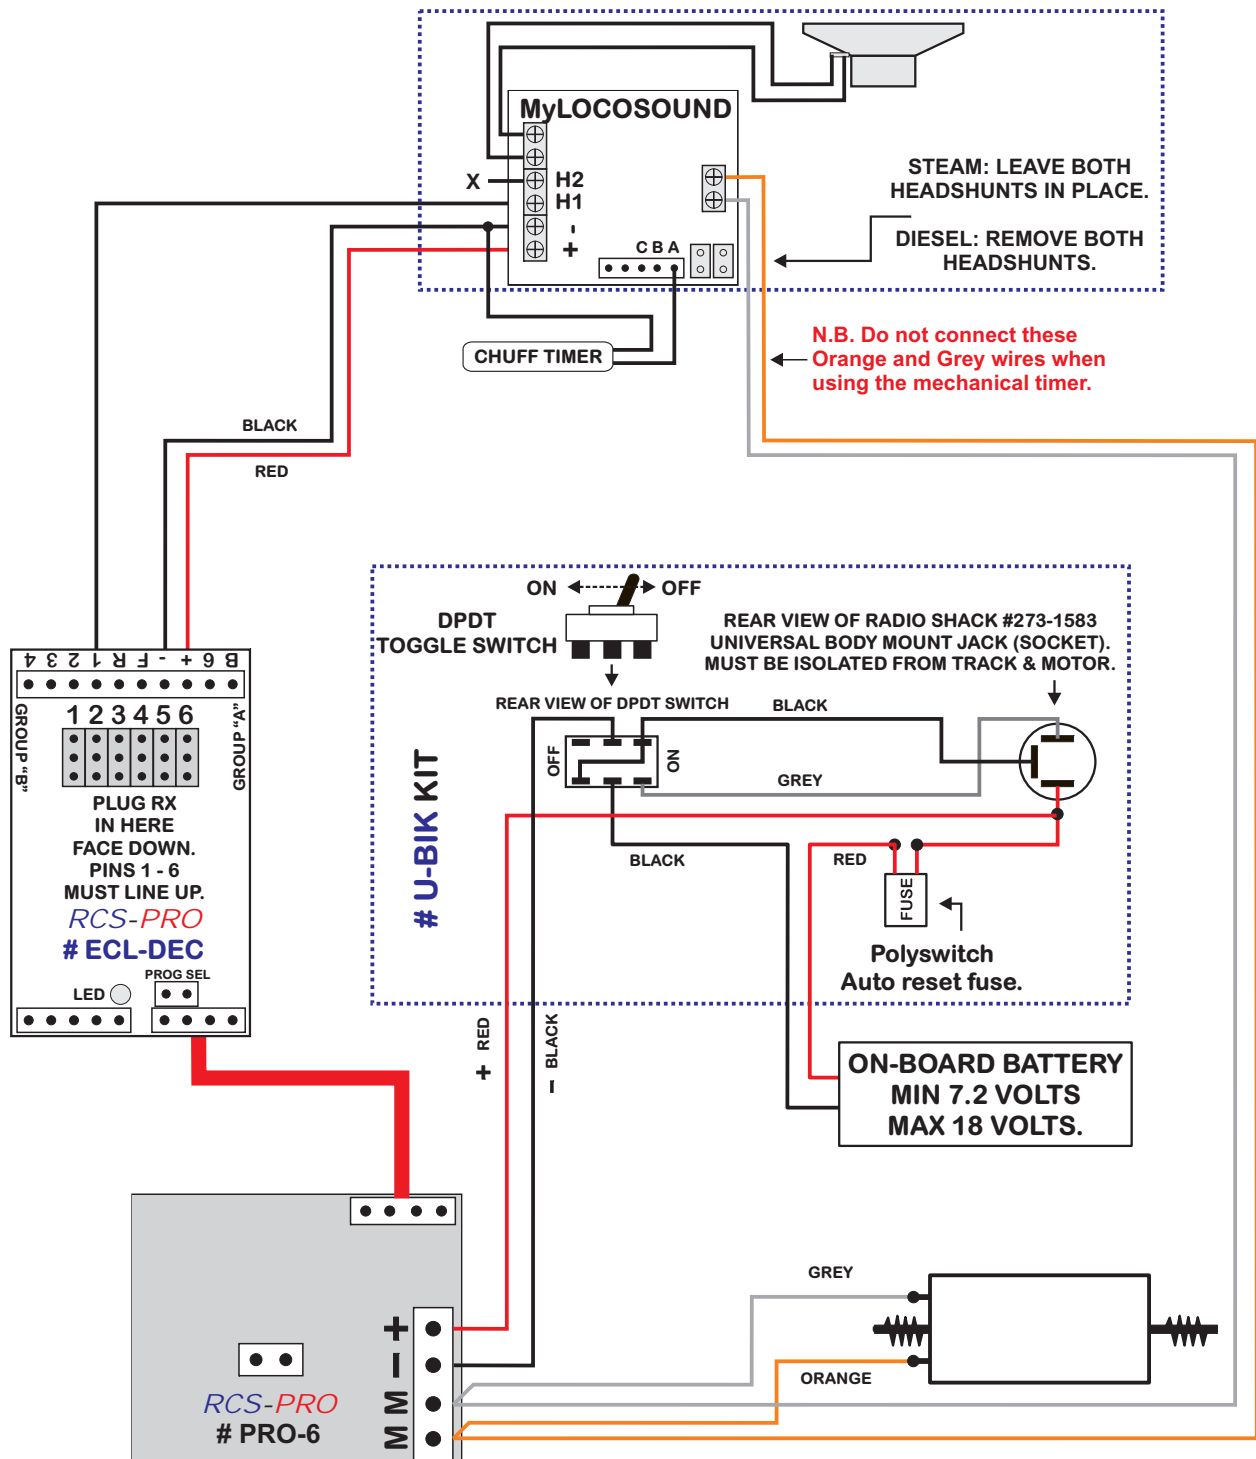 MyLOCOSOUND
X
H2
H1
-
+
C B A
STEAM: LEAVE BOTH
HEADSHUNTS IN PLACE.
DIESEL: REMOVE BOTH
HEADSHUNTS.
CHUFF TIMER
N.B. Do not connect these
Orange and Grey wires when
using the mechanical timer.
BLACK
RED
ON
OFF
DPDT
TOGGLE SWITCH
REAR VIEW OF RADIO SHACK #273-1583
UNIVERSAL BODY MOUNT JACK (SOCKET).
MUST BE ISOLATED FROM TRACK & MOTOR.
REAR VIEW OF DPDT SWITCH
BLACK
OFF
ON
GREY
BLACK
RED
FUSE
Polyswitch
Auto reset fuse.
# U-BIK KIT
4 3 2 1 R F - + 6 B
GROUP "B"
1 2 3 4 5 6
GROUP "A"
PLUG RX
IN HERE
FACE DOWN.
PINS 1 - 6
MUST LINE UP.
RCS-PRO
# ECL-DEC
PROG SEL
LED
+ RED
− BLACK
ON-BOARD BATTERY
MIN 7.2 VOLTS
MAX 18 VOLTS.
GREY
ORANGE
M M − +
RCS-PRO
# PRO-6